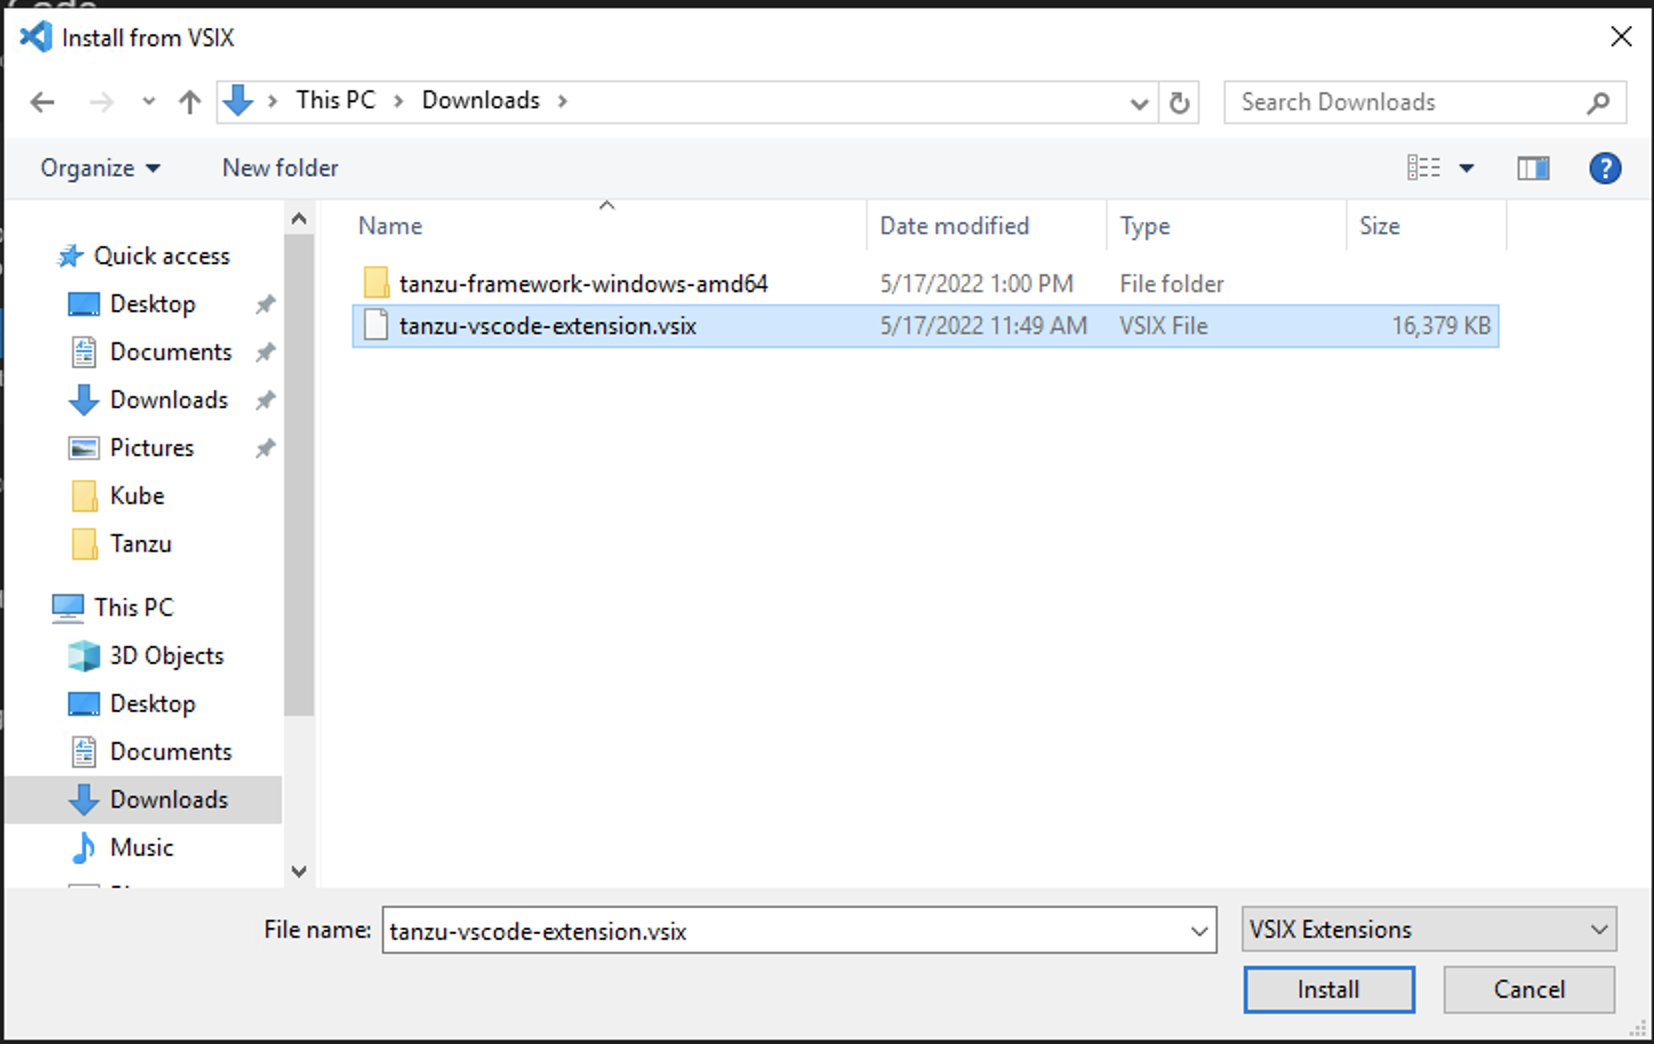 Code
Install from VSIX
This PC > Downloads >
Search Downloads
Organize
New folder
?
Name Date modified Type Size
tanzu-framework-windows-amd64 5/17/2022 1:00 PM File folder
tanzu-vscode-extension.vsix 5/17/2022 11:49 AM VSIX File 16,379 KB
Quick access
Desktop
Documents
Downloads
Pictures
Kube
Tanzu
This PC
3D Objects
Desktop
Documents
Downloads
Music
File name: tanzu-vscode-extension.vsix
VSIX Extensions
Install
Cancel